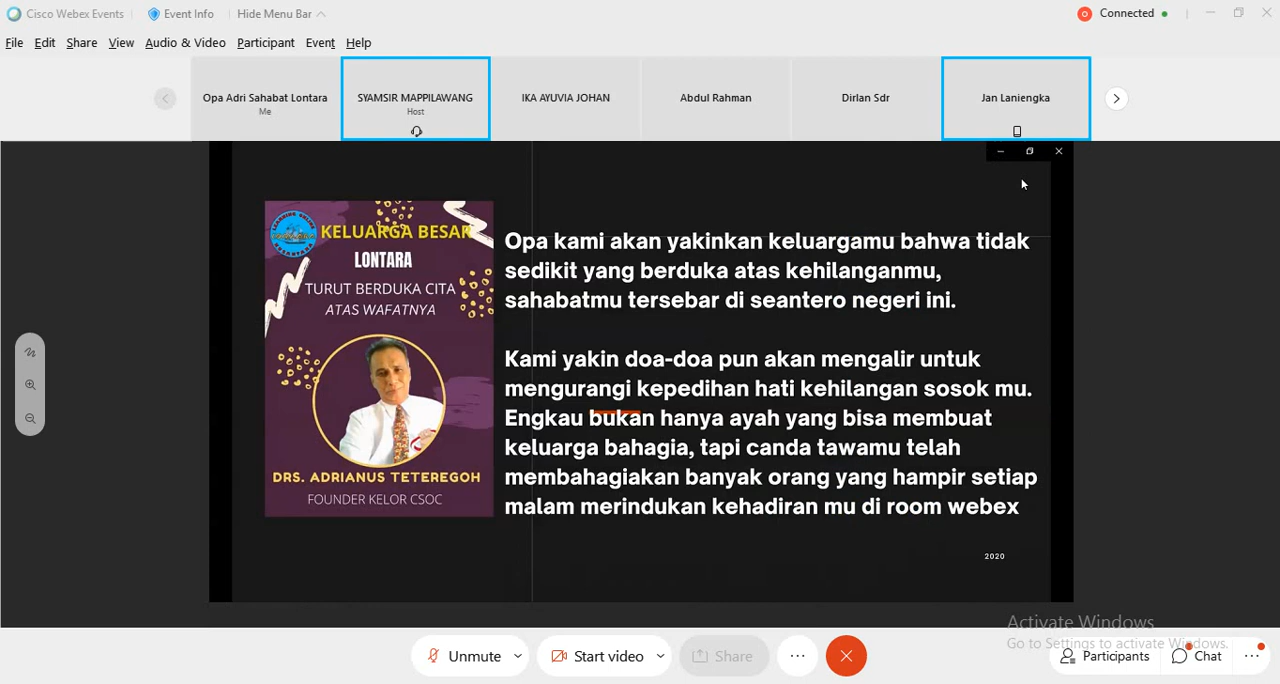 Cisco Webex Events
Event Info
Hide Menu Bar
Connected
File Edit Share View Audio & Video Participant Event Help
Opa Adri Sahabat Lontara
Me
SYAMSIR MAPPILAWANG
Host
IKA AYUVIA JOHAN
Abdul Rahman
Dirlan Sdr
Jan Laniengka
KELUARGA BESAR
LONTARA
TURUT BERDUKA CITA
ATAS WAFATNYA
DRS. ADRIANUS TETEREGOH
FOUNDER KELOR CSOC
Opa kami akan yakinkan keluargamu bahwa tidak
sedikit yang berduka atas kehilanganmu,
sahabatmu tersebar di seantero negeri ini.
Kami yakin doa-doa pun akan mengalir untuk
mengurangi kepedihan hati kehilangan sosok mu.
Engkau bukan hanya ayah yang bisa membuat
keluarga bahagia, tapi canda tawamu telah
membahagiakan banyak orang yang hampir setiap
malam merindukan kehadiran mu di room webex
2020
Activate Windows
Go to Settings to activate Windows.
Unmute
Start video
Share
Participants
Chat